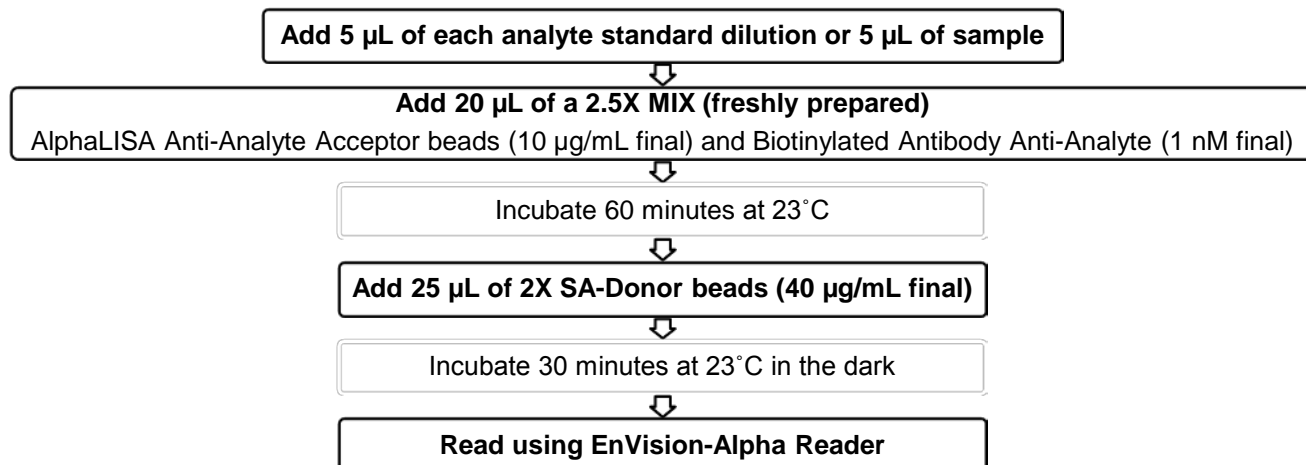 Add 5 µL of each analyte standard dilution or 5 µL of sample
Add 20 µL of a 2.5X MIX (freshly prepared)
AlphaLISA Anti-Analyte Acceptor beads (10 µg/mL final) and Biotinylated Antibody Anti-Analyte (1 nM final)
Incubate 60 minutes at 23˚C
Add 25 µL of 2X SA-Donor beads (40 µg/mL final)
Incubate 30 minutes at 23˚C in the dark
Read using EnVision-Alpha Reader